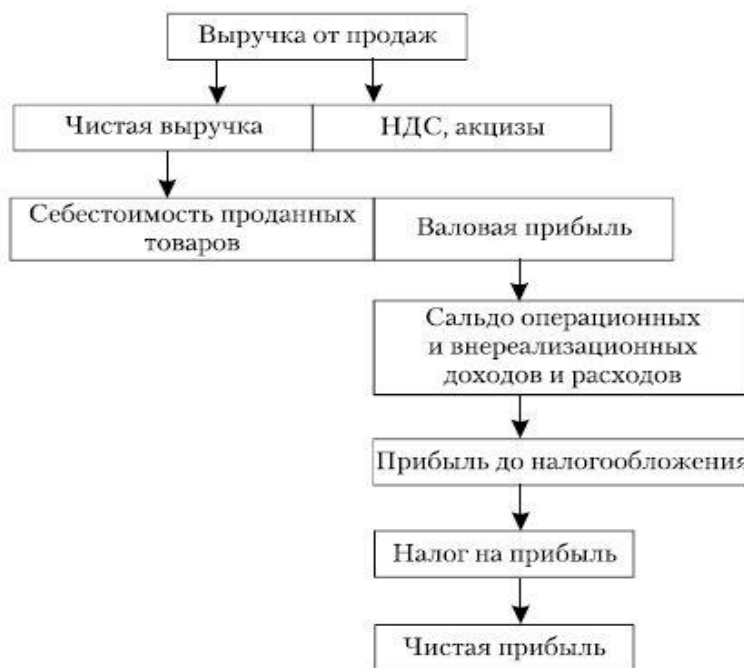 Выручка от продаж
Чистая выручка
НДС, акцизы
Себестоимость проданных
товаров
Валовая прибыль
Сальдо операционных
и внереализационных
доходов и расходов
Прибыль до налогообложения
Налог на прибыль
Чистая прибыль